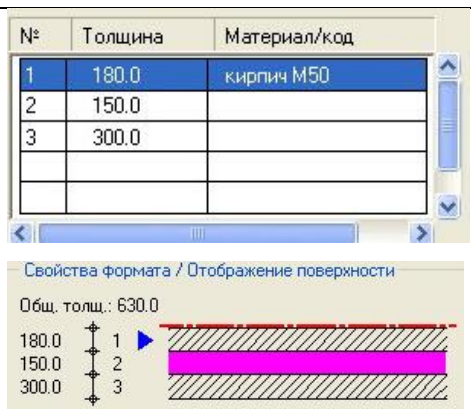 № Толщина Материал/код
1 180.0 кирпич М50
2 150.0
3 300.0
Свойства формата / Отображение поверхности
Общ. толщ.: 630.0
180.0 1
150.0 2
300.0 3